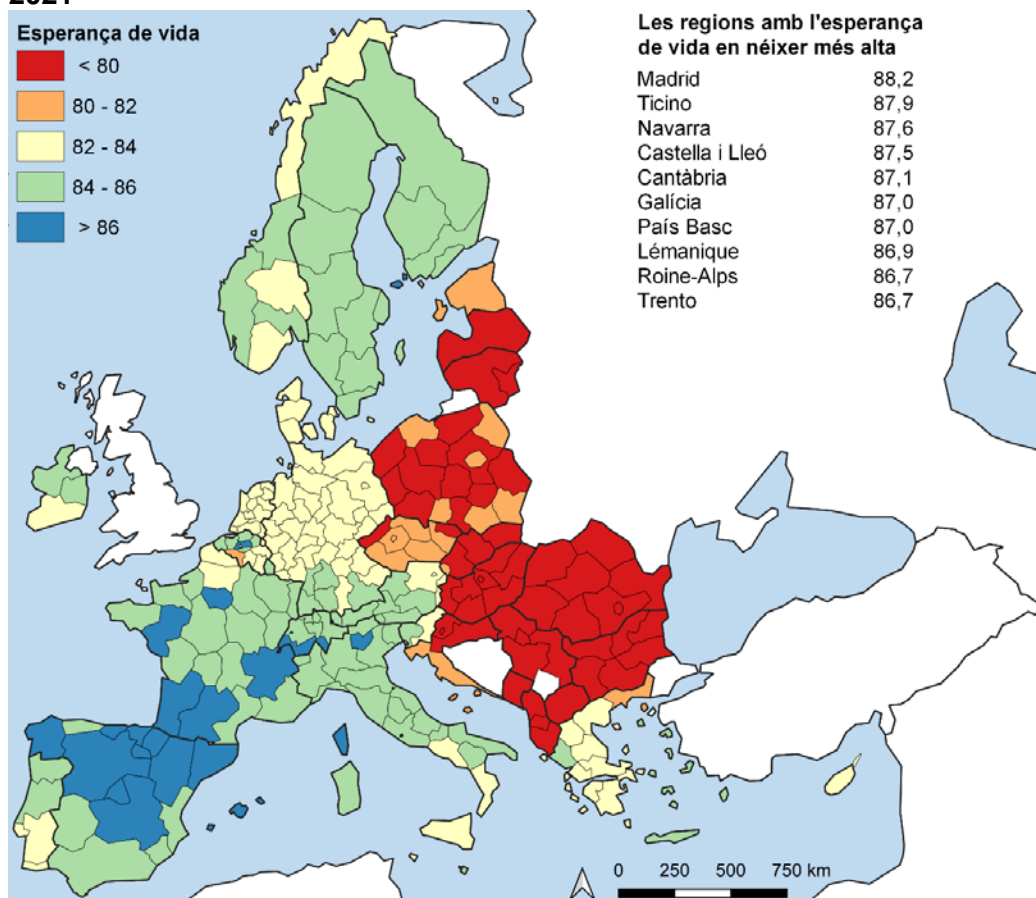 2021
Esperança de vida
< 80
80 - 82
82 - 84
84 - 86
> 86
Les regions amb l'esperança
de vida en néixer més alta
Madrid 88,2
Ticino 87,9
Navarra 87,6
Castella i Lleó 87,5
Cantàbria 87,1
Galícia 87,0
País Basc 87,0
Lémanique 86,9
Roine-Alps 86,7
Trento 86,7
0 250 500 750 km